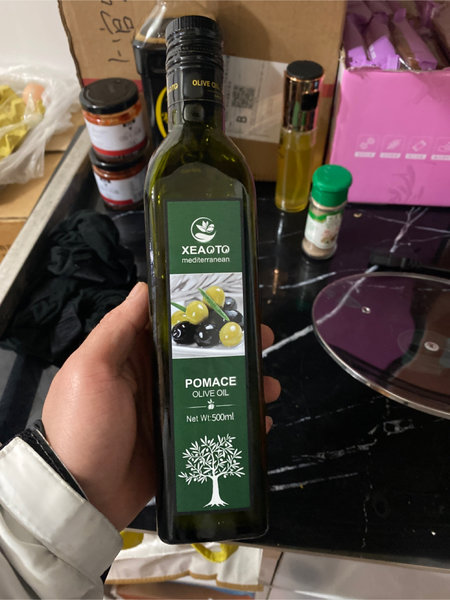 OLIVE OIL
XEAQTQ
mediterranean
POMACE
OLIVE OIL
Net Wt:500ml